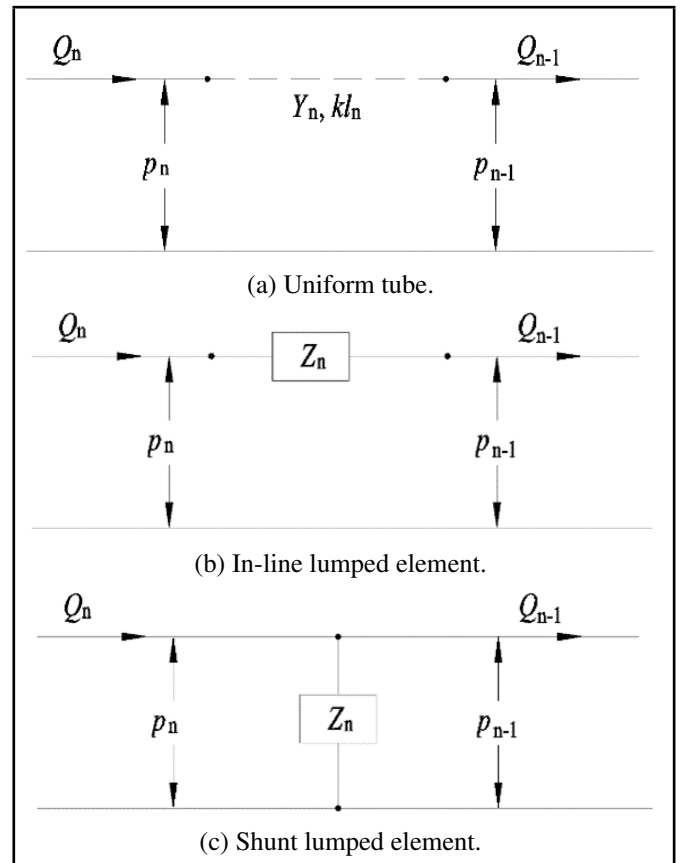 Qn Qn-1
Yn, kln
pn pn-1
(a) Uniform tube.
Qn Qn-1
Zn
pn pn-1
(b) In-line lumped element.
Qn Qn-1
pn Zn pn-1
(c) Shunt lumped element.